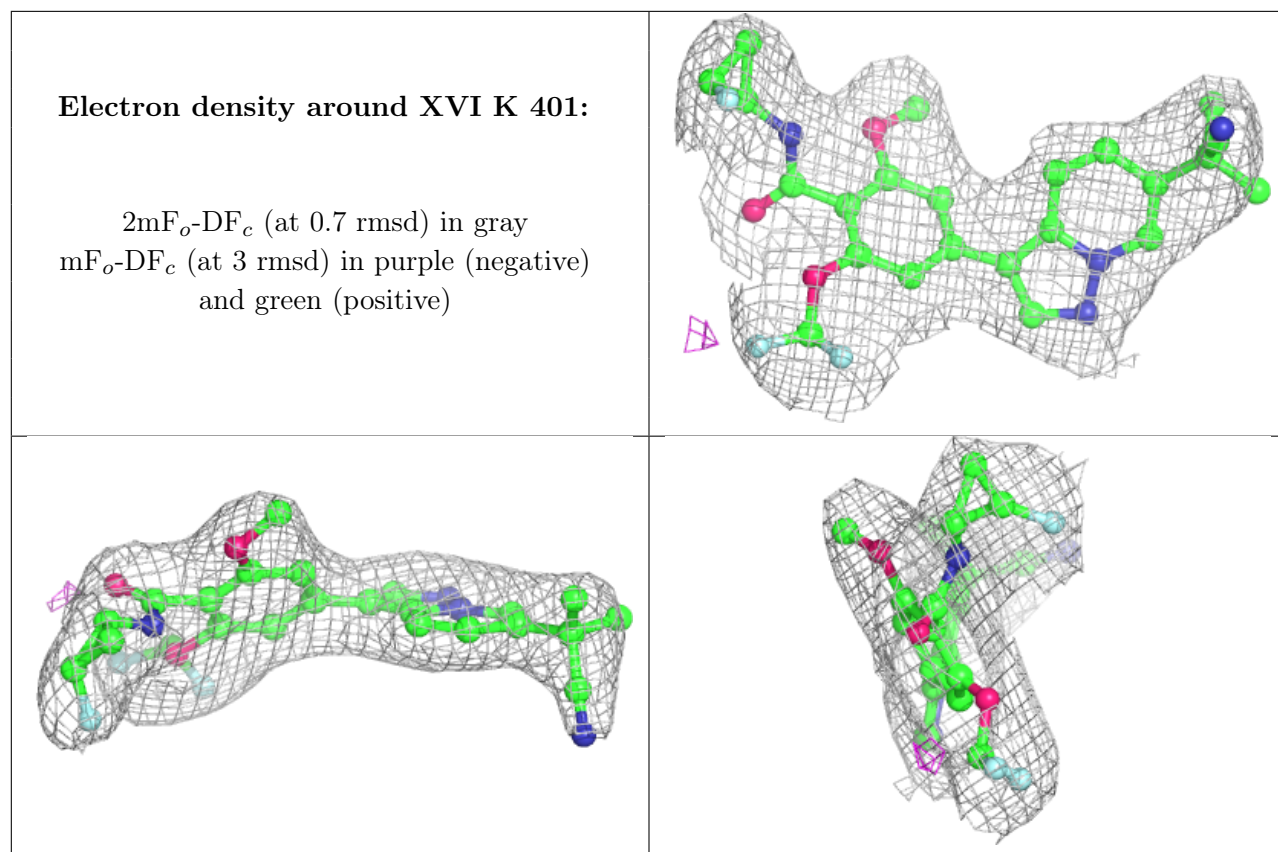 Electron density around XVI K 401:
2mFo-DFc (at 0.7 rmsd) in gray
mFo-DFc (at 3 rmsd) in purple (negative)
and green (positive)